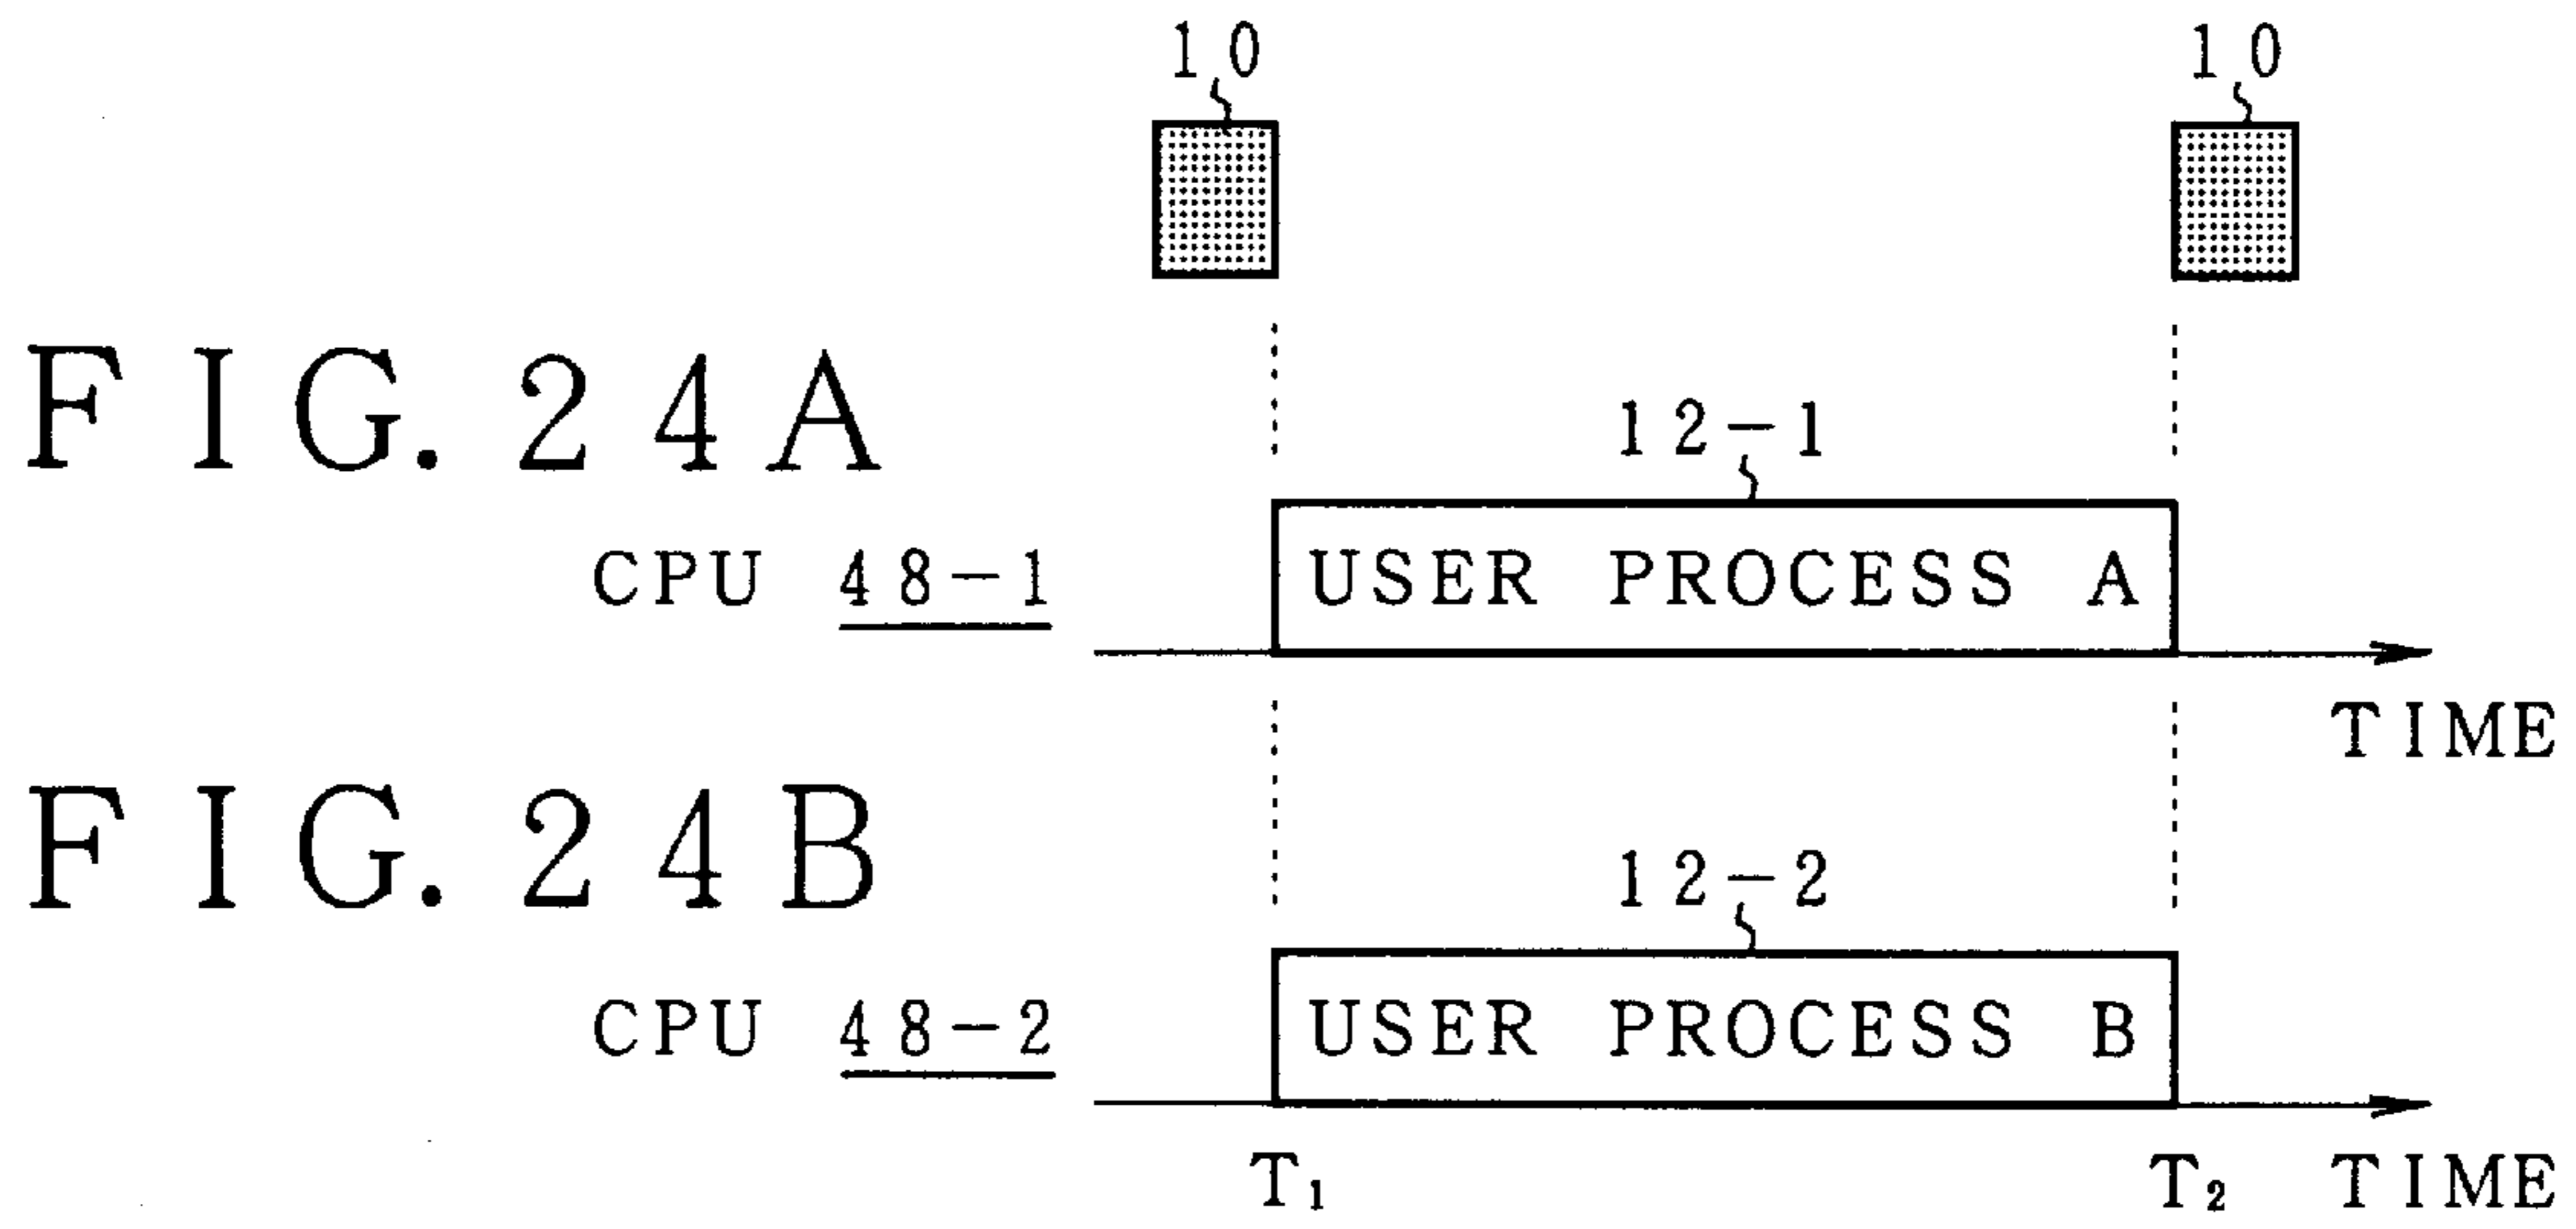 10 10
FIG. 24A
12-1
CPU 48-1
USER PROCESS A
TIME
FIG. 24B
12-2
CPU 48-2
USER PROCESS B
T1 T2 TIME